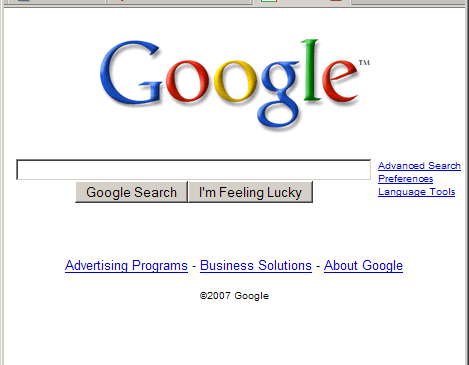 Google™
Advanced Search
Preferences
Language Tools
Google Search I'm Feeling Lucky
Advertising Programs - Business Solutions - About Google
©2007 Google